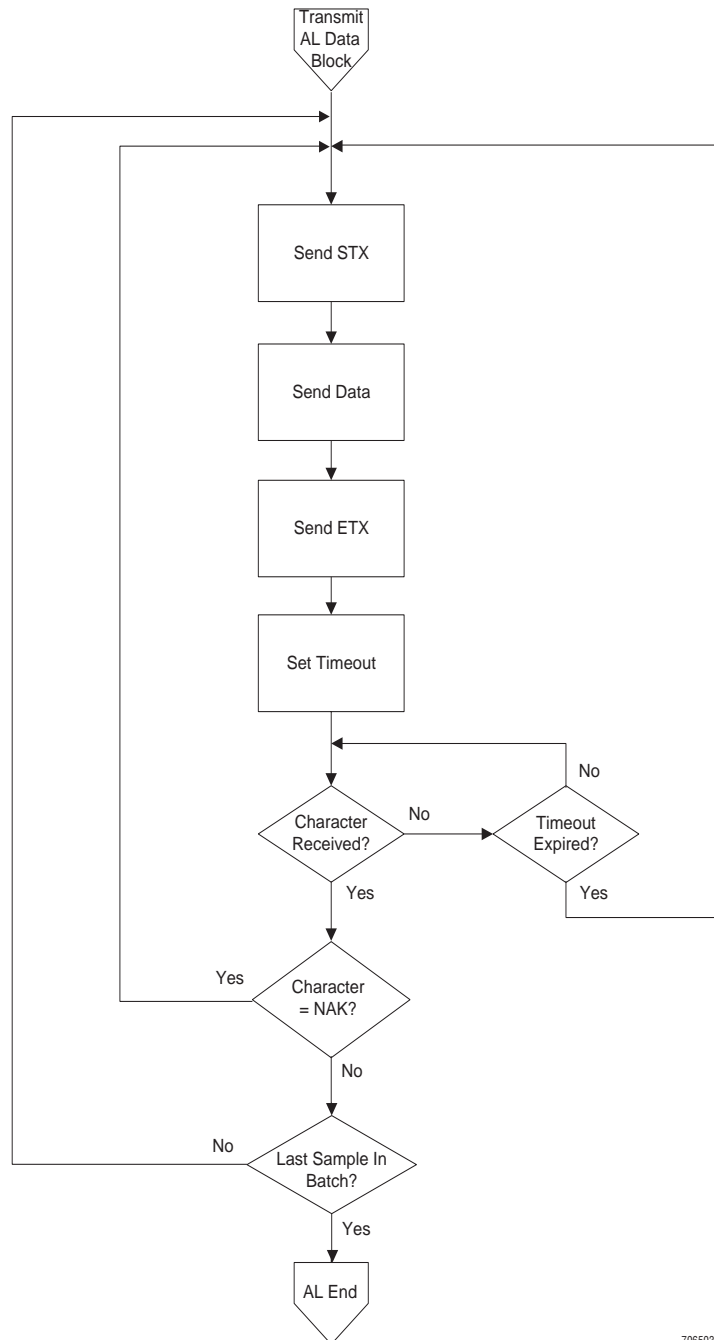 Transmit
AL Data
Block
Send STX
Send Data
Send ETX
Set Timeout
No
Character
Received?
No
Timeout
Expired?
Yes
Yes
Yes
Character
= NAK?
No
No
Last Sample In
Batch?
Yes
AL End